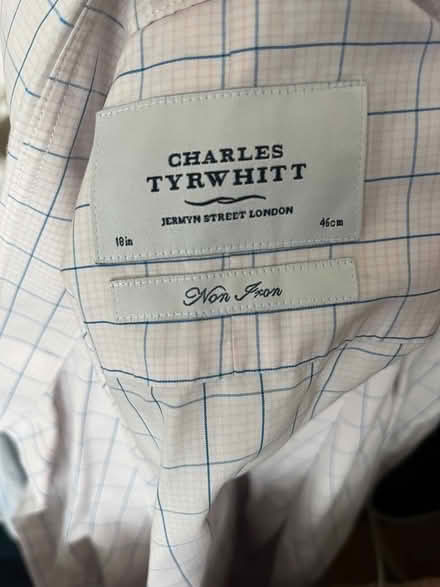 CHARLES
TYRWHITT
JERMYN STREET LONDON
18in 46cm
Non Iron